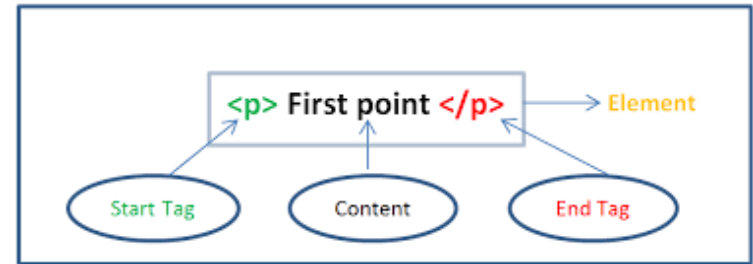 <p> First point </p>
Element
Start Tag
Content
End Tag